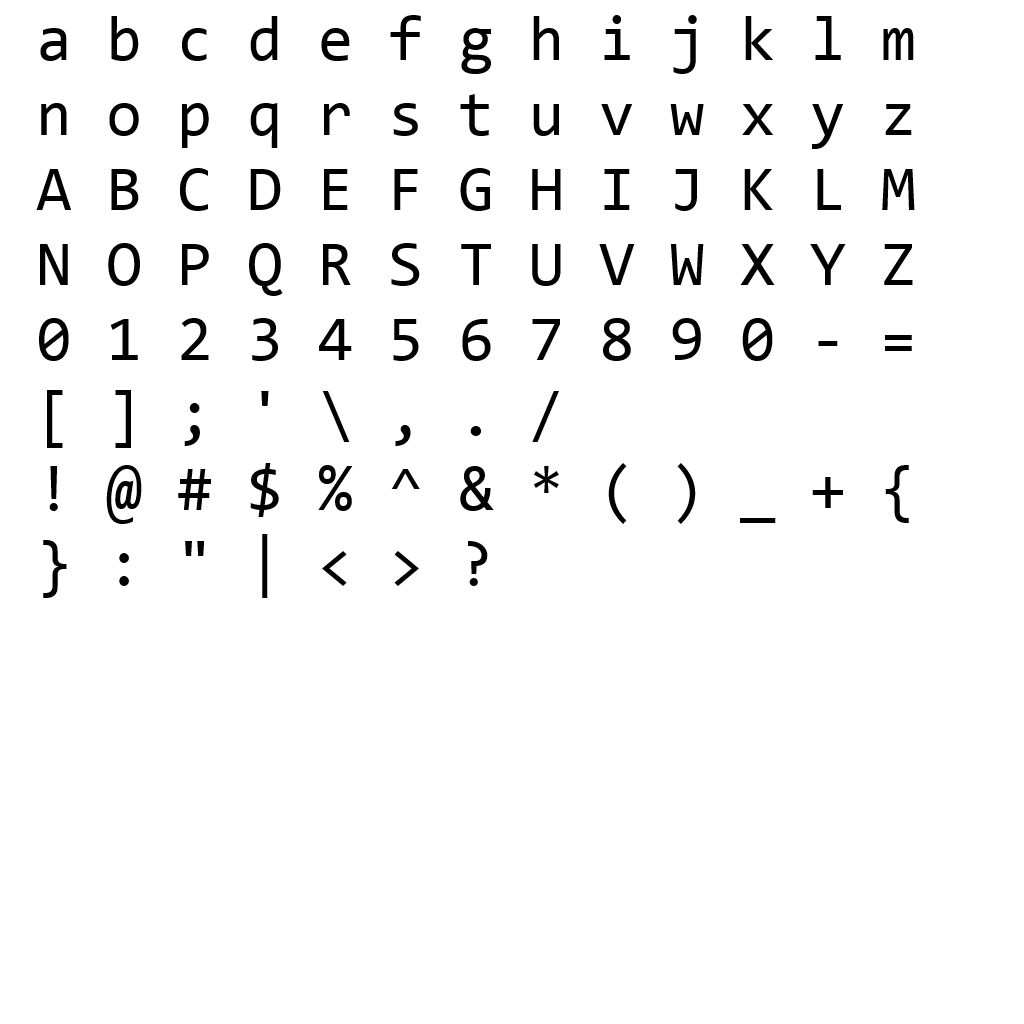 a b c d e f g h i j k l m
n o p q r s t u v w x y z
A B C D E F G H I J K L M
N O P Q R S T U V W X Y Z
0 1 2 3 4 5 6 7 8 9 0 - =
[ ] ; ' \ , . /
! @ # $ % ^ & * ( ) _ + {
} : " | < > ?